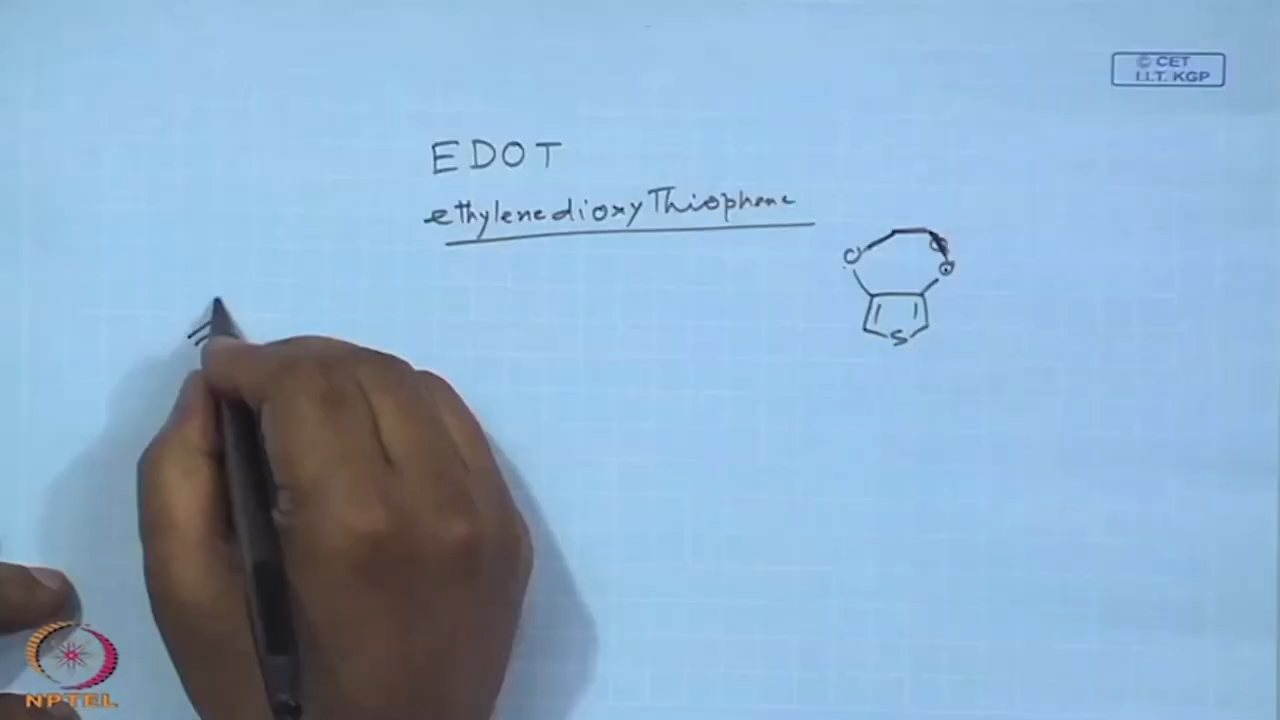 © CET
I.I.T. KGP
EDOT
ethylenedioxyThiophene
O
O
S
NPTEL